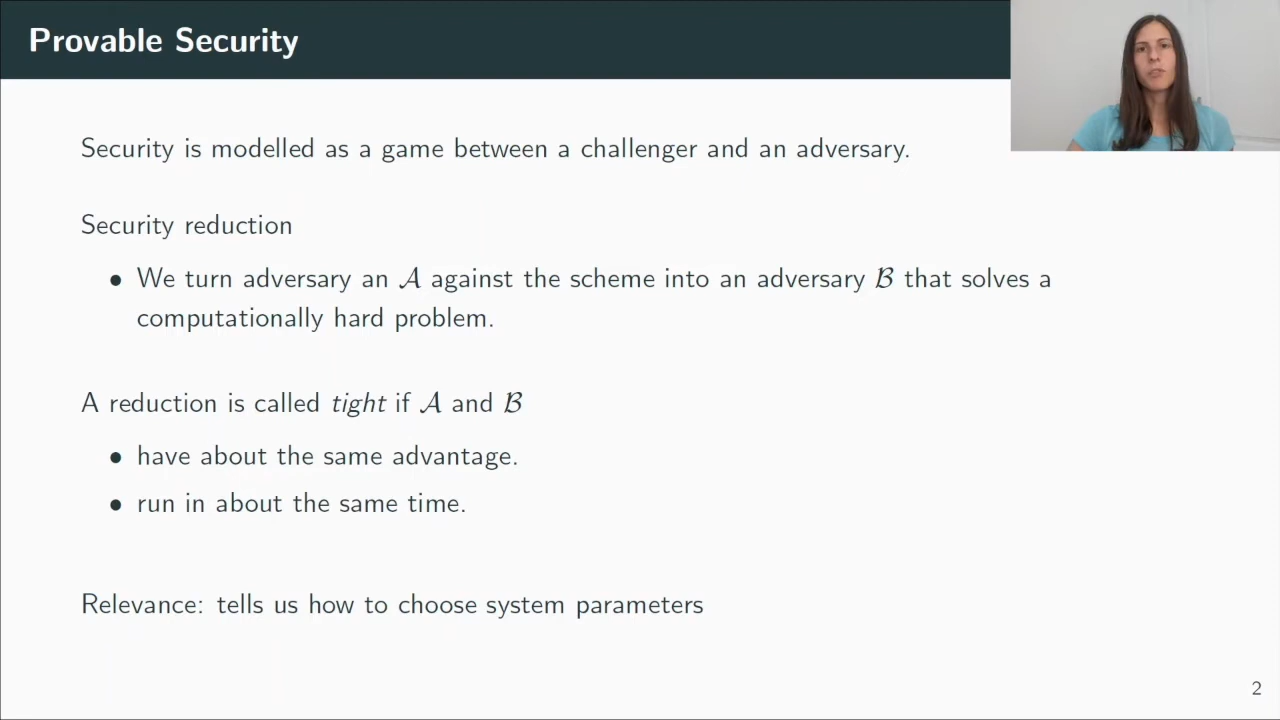 Provable Security
Security is modelled as a game between a challenger and an adversary.
Security reduction
• We turn adversary an 𝒜 against the scheme into an adversary ℬ that solves a
computationally hard problem.
A reduction is called tight if 𝒜 and ℬ
• have about the same advantage.
• run in about the same time.
Relevance: tells us how to choose system parameters
2